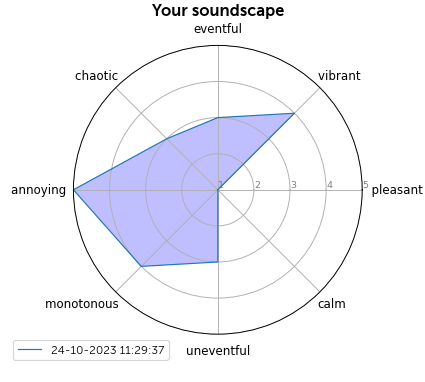 Your soundscape
eventful
chaotic
vibrant
annoying
1 2 3 4 5
pleasant
monotonous
calm
uneventful
24-10-2023 11:29:37